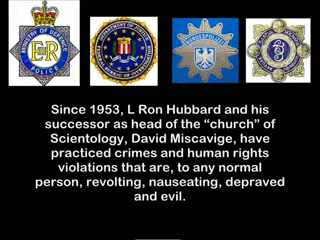 MINISTRY OF DEFENCE
E II R
POLICE
BUNDESPOLIZEI
Since 1953, L Ron Hubbard and his
successor as head of the “church” of
Scientology, David Miscavige, have
practiced crimes and human rights
violations that are, to any normal
person, revolting, nauseating, depraved
and evil.